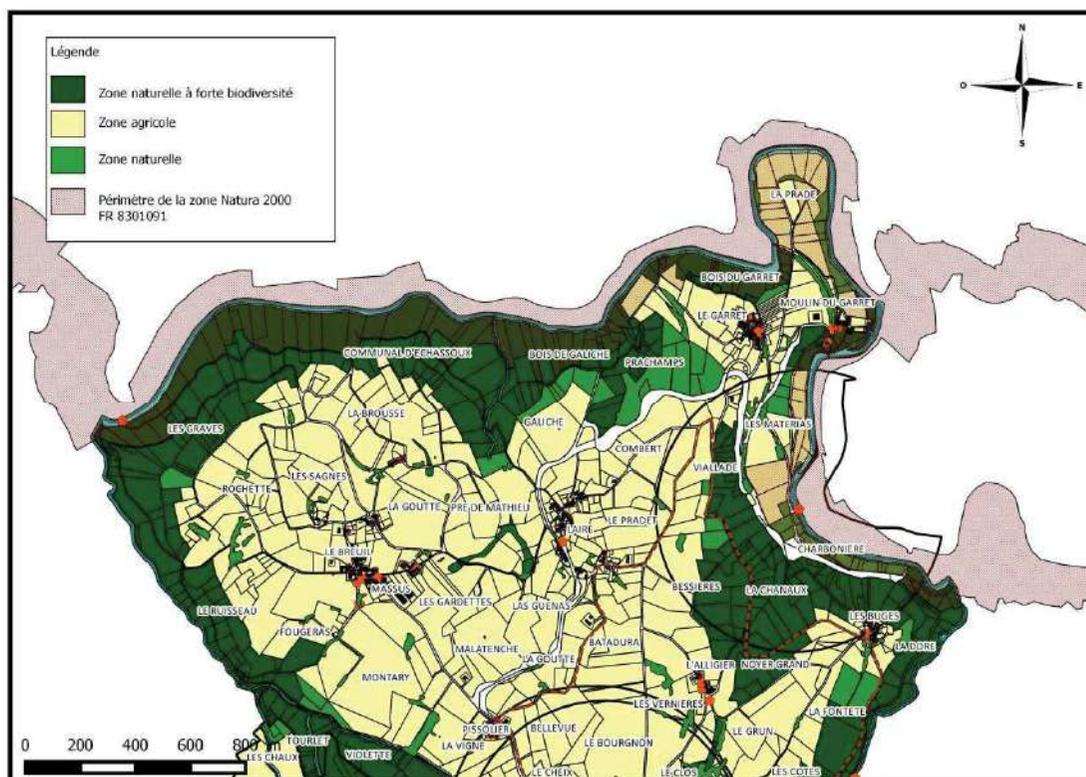 Légende
Zone naturelle à forte biodiversité
Zone agricole
Zone naturelle
Périmètre de la zone Natura 2000
FR 8301091
N
O
E
S
LA PRADE
BOIS DU GARRET
MOULIN DU GARRET
LE GARRET
COMMUNAL D'ECHASSOUX
BOIS DE GALICHE
PRACHAMPS
LA BROUSSE
LES GRAVES
GALICHE
LES MATERIAS
COMBERT
VIALLADE
LES SAGNES
ROCHETTE
LA GOUTTE
PRE DE MATHIEU
LE PRADET
LAIRE
CHARBONIERE
LE BREUIL
MASSUS
BESSIERES
LA CHANAUX
LES GARDETTES
LAS GUENAS
LE RUISSEAU
LES BUGES
FOUGERAS
BATADURA
LA DORE
MALATENCHE
LA GOUTTE
L'ALLIGIER
NOYER GRAND
MONTARY
LES VERNIERES
LA FONTETE
PISSOLIER
BELLEVUE
LE GRUN
TOURLET
LA VIGNE
LE BOURGNON
VIOLETTE
LES CHAUX
LE CHEIX
LE CLOS
LES COTES
0 200 400 600 800 m